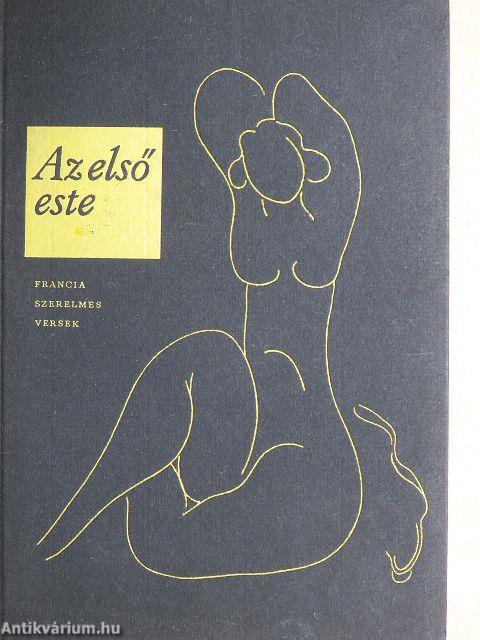 Az első
este
FRANCIA
SZERELMES
VERSEK
Antikvárium.hu